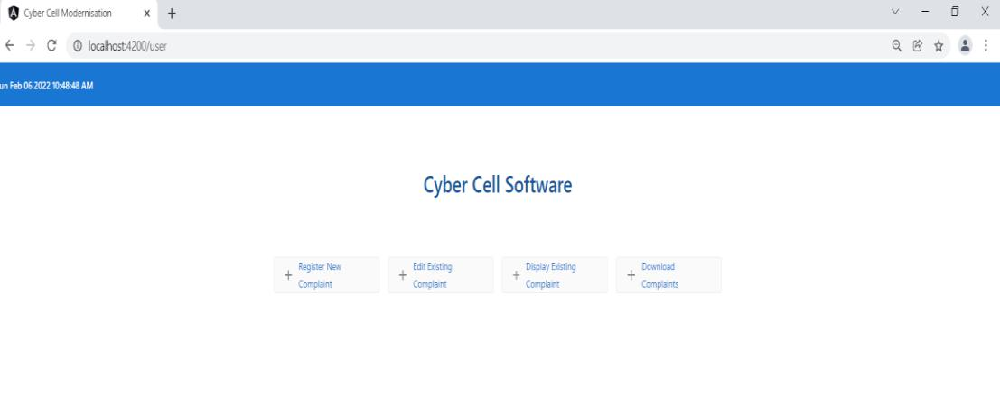 Cyber Cell Modernisation
localhost:4200/user
un Feb 06 2022 10:48:48 AM
Cyber Cell Software
Register New
Complaint
Edit Existing
Complaint
Display Existing
Complaint
Download
Complaints